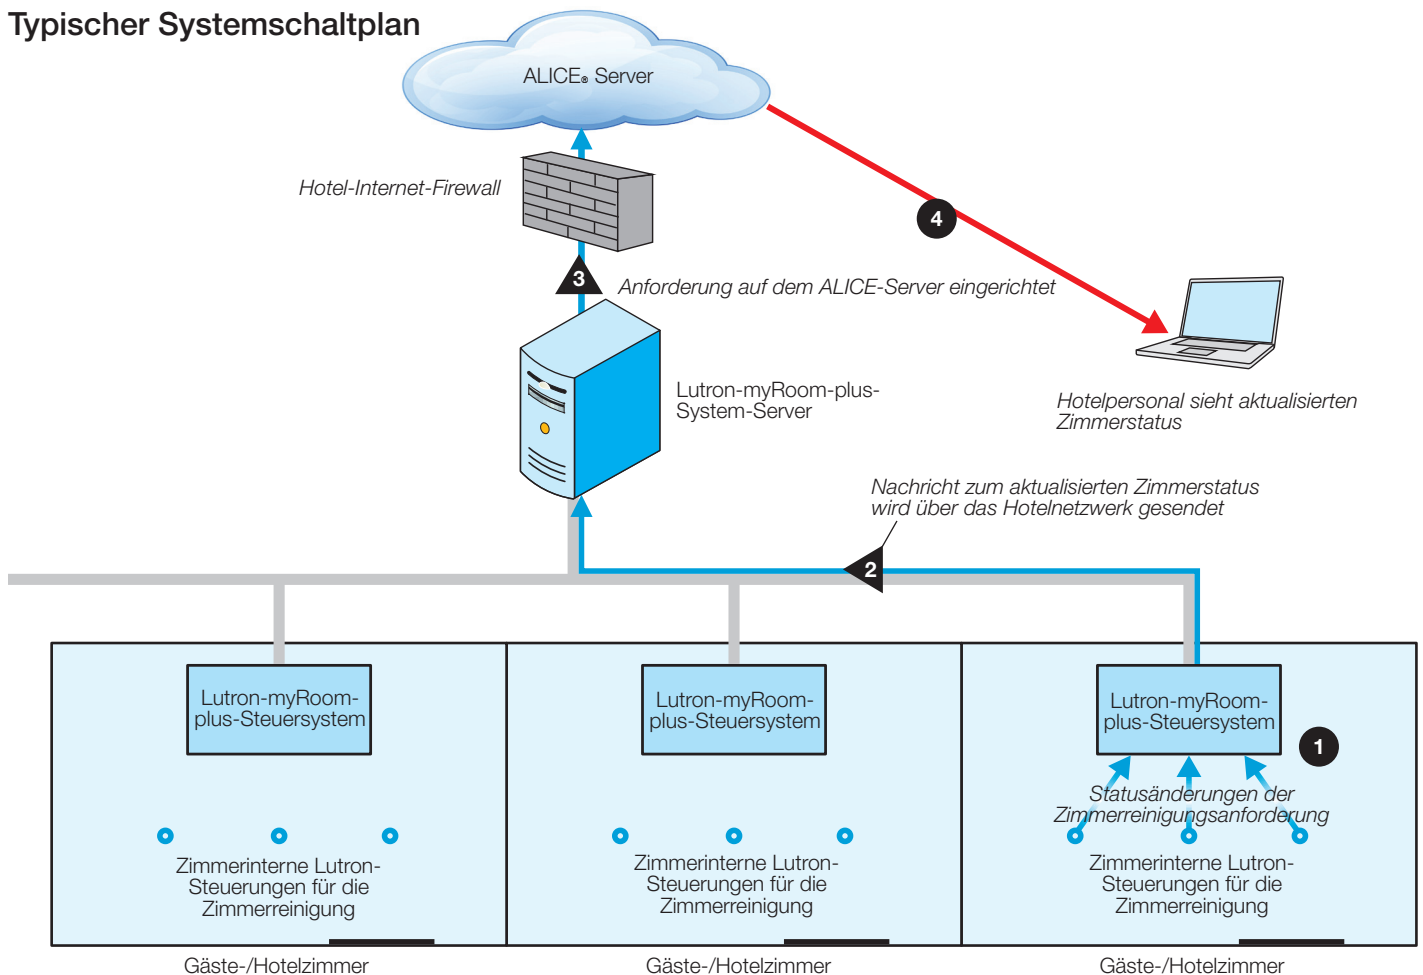 Typischer Systemschaltplan
ALICE® Server
Hotel-Internet-Firewall
4
3
Anforderung auf dem ALICE-Server eingerichtet
Lutron-myRoom-plus-
System-Server
Hotelpersonal sieht aktualisierten
Zimmerstatus
Nachricht zum aktualisierten Zimmerstatus
wird über das Hotelnetzwerk gesendet
2
Lutron-myRoom-
plus-Steuersystem
Zimmerinterne Lutron-
Steuerungen für die
Zimmerreinigung
Gäste-/Hotelzimmer
Lutron-myRoom-
plus-Steuersystem
Zimmerinterne Lutron-
Steuerungen für die
Zimmerreinigung
Gäste-/Hotelzimmer
Lutron-myRoom-
plus-Steuersystem
1
Statusänderungen der
Zimmerreinigungsanforderung
Zimmerinterne Lutron-
Steuerungen für die
Zimmerreinigung
Gäste-/Hotelzimmer